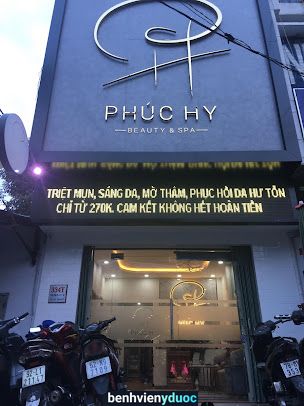 PHÚC HY
BEAUTY & SPA
TRIỆT MỤN, SÁNG DA, MỜ THÂM, PHỤC HỒI DA HƯ TỔN
CHỈ TỪ 270K. CAM KẾT KHÔNG HẾT HOÀN TIỀN
334T
benhvienyduoc